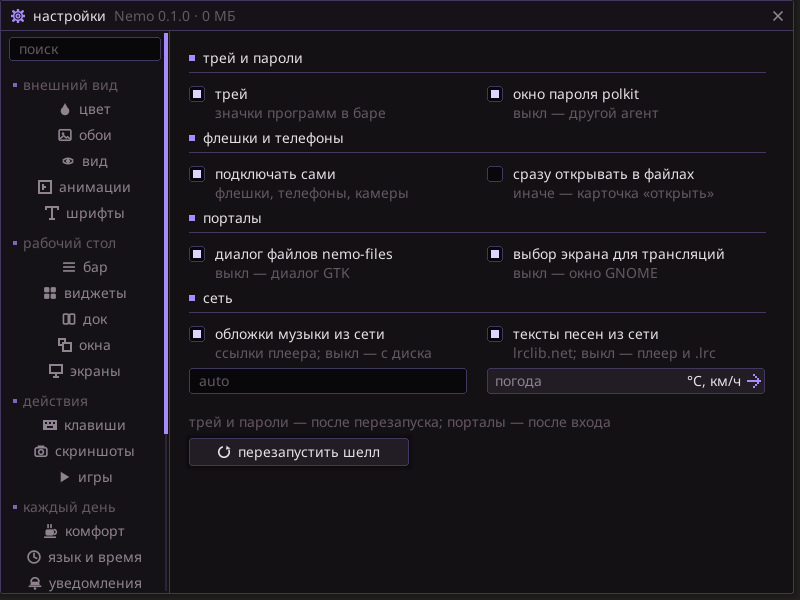 настройки Nemo 0.1.0 · 0 МБ
поиск
внешний вид
цвет
обои
вид
анимации
шрифты
рабочий стол
бар
виджеты
док
окна
экраны
действия
клавиши
скриншоты
игры
каждый день
комфорт
язык и время
уведомления
трей и пароли
трей
значки программ в баре
окно пароля polkit
выкл — другой агент
флешки и телефоны
подключать сами
флешки, телефоны, камеры
сразу открывать в файлах
иначе — карточка «открыть»
порталы
диалог файлов nemo-files
выкл — диалог GTK
выбор экрана для трансляций
выкл — окно GNOME
сеть
обложки музыки из сети
ссылки плеера; выкл — с диска
тексты песен из сети
lrclib.net; выкл — плеер и .lrc
auto
погода °C, км/ч
трей и пароли — после перезапуска; порталы — после входа
перезапустить шелл